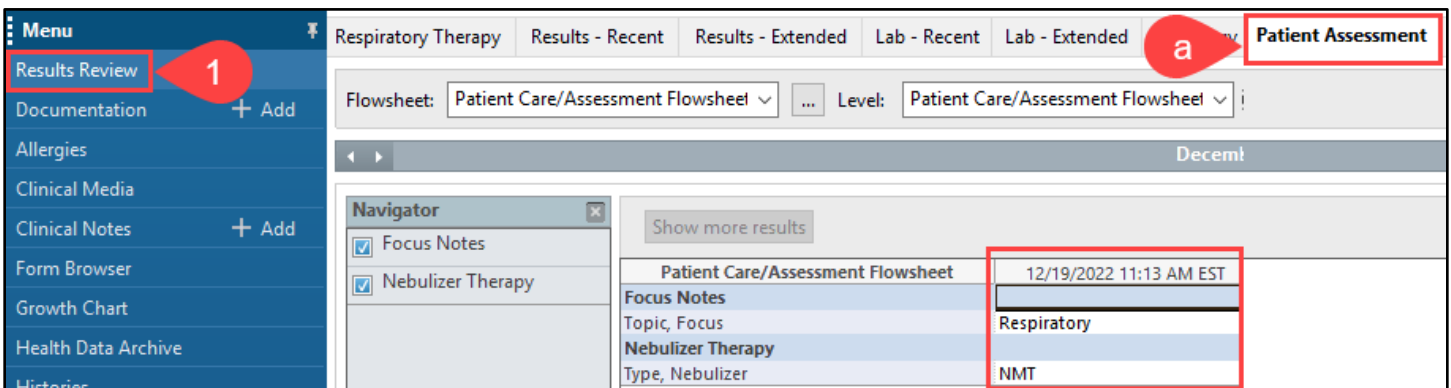 Menu
Results Review
1
Documentation + Add
Allergies
Clinical Media
Clinical Notes + Add
Form Browser
Growth Chart
Health Data Archive
Histories
Respiratory Therapy Results - Recent Results - Extended Lab - Recent Lab - Extended a Patient Assessment
Flowsheet: Patient Care/Assessment Flowsheet ... Level: Patient Care/Assessment Flowsheet
Navigator
Focus Notes
Nebulizer Therapy
Show more results
Patient Care/Assessment Flowsheet 12/19/2022 11:13 AM EST
Focus Notes
Topic, Focus Respiratory
Nebulizer Therapy
Type, Nebulizer NMT